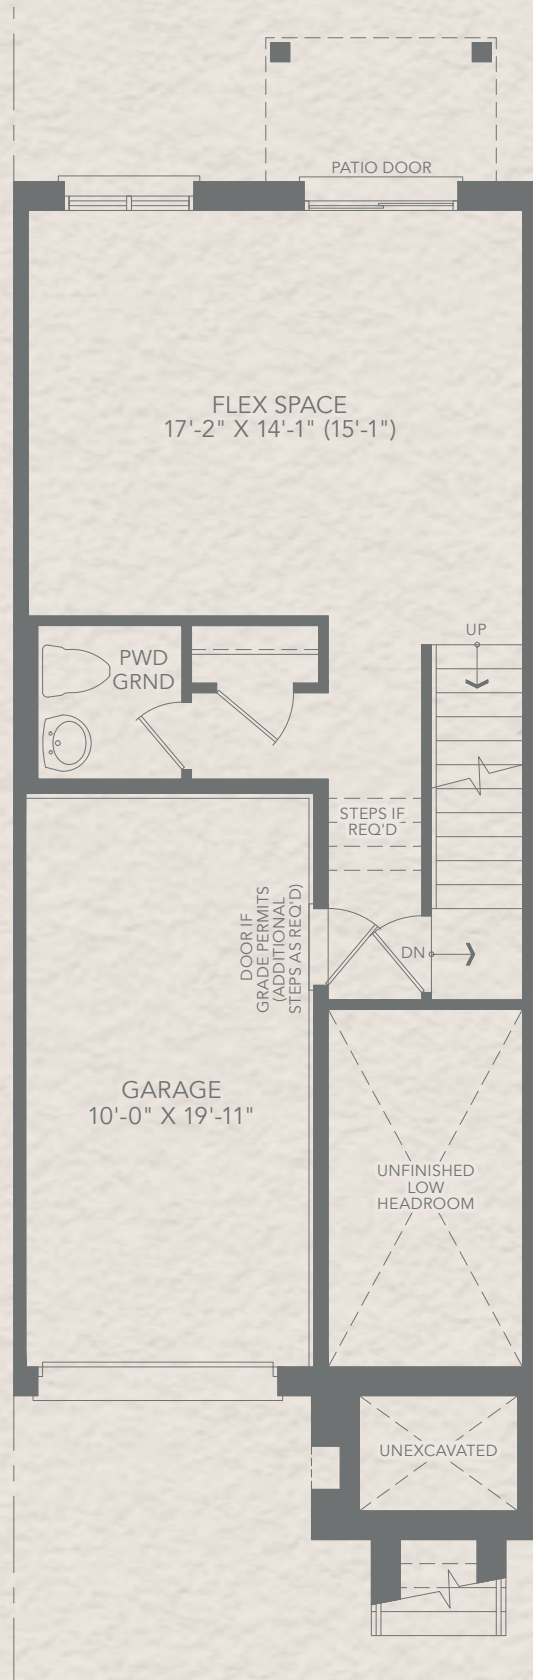 PATIO DOOR
FLEX SPACE
17'-2" X 14'-1" (15'-1")
UP
PWD
GRND
STEPS IF
REQ'D
DOOR IF
GRADE PERMITS
(ADDITIONAL
STEPS AS REQ'D)
DN
GARAGE
10'-0" X 19'-11"
UNFINISHED
LOW
HEADROOM
UNEXCAVATED